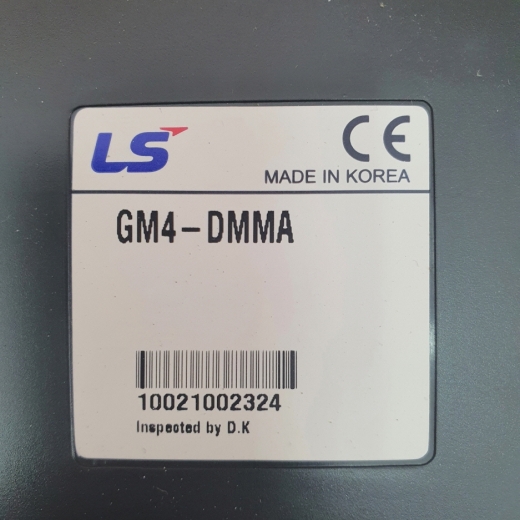 LS CE
MADE IN KOREA
GM4-DMMA
10021002324
Inspected by D.K